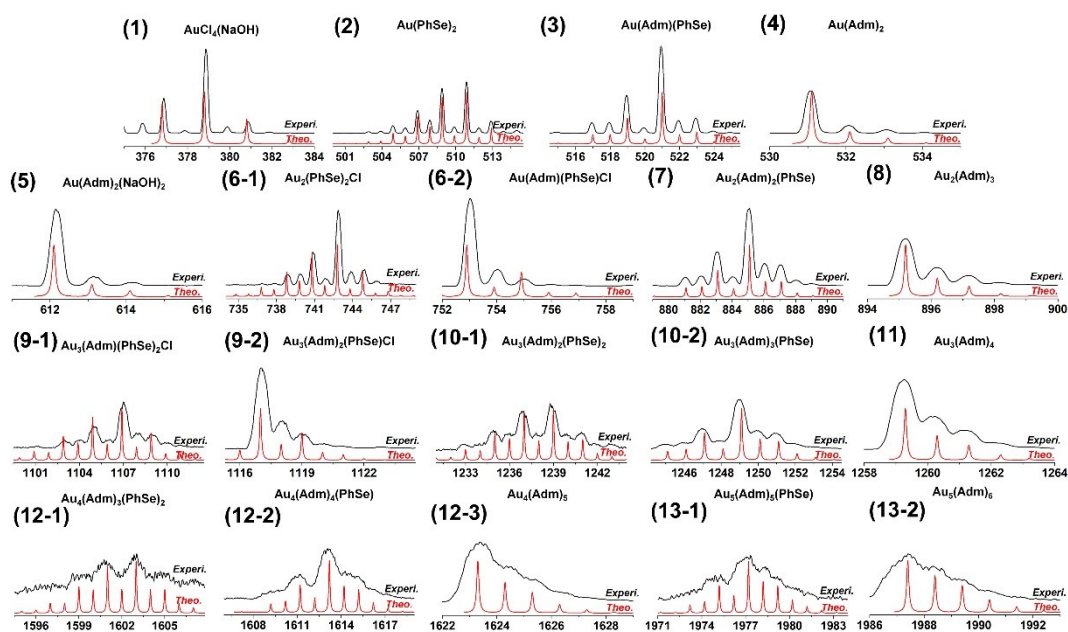 (1) AuCl4(NaOH)
Experi.
Theo.
376 378 380 382 384
(2) Au(PhSe)2
Experi.
Theo.
501 504 507 510 513
(3) Au(Adm)(PhSe)
Experi.
Theo.
516 518 520 522 524
(4) Au(Adm)2
Experi.
Theo.
530 532 534
(5) Au(Adm)2(NaOH)2
Experi.
Theo.
612 614 616
(6-1) Au2(PhSe)2Cl
Experi.
Theo.
735 738 741 744 747
(6-2) Au(Adm)(PhSe)Cl
Experi.
Theo.
752 754 756 758
(7) Au2(Adm)2(PhSe)
Experi.
Theo.
880 882 884 886 888 890
(8) Au2(Adm)3
Experi.
Theo.
894 896 898 900
(9-1) Au3(Adm)(PhSe)2Cl
Experi.
Theo.
1101 1104 1107 1110
(9-2) Au3(Adm)2(PhSe)Cl
Experi.
Theo.
1116 1119 1122
(10-1) Au3(Adm)2(PhSe)2
Experi.
Theo.
1233 1236 1239 1242
(10-2) Au3(Adm)3(PhSe)
Experi.
Theo.
1246 1248 1250 1252 1254
(11) Au3(Adm)4
Experi.
Theo.
1258 1260 1262 1264
(12-1) Au4(Adm)3(PhSe)2
Experi.
Theo.
1596 1599 1602 1605
(12-2) Au4(Adm)4(PhSe)
Experi.
Theo.
1608 1611 1614 1617
(12-3) Au4(Adm)5
Experi.
Theo.
1622 1624 1626 1628
(13-1) Au5(Adm)5(PhSe)
Experi.
Theo.
1971 1974 1977 1980 1983
(13-2) Au5(Adm)6
Experi.
Theo.
1986 1988 1990 1992